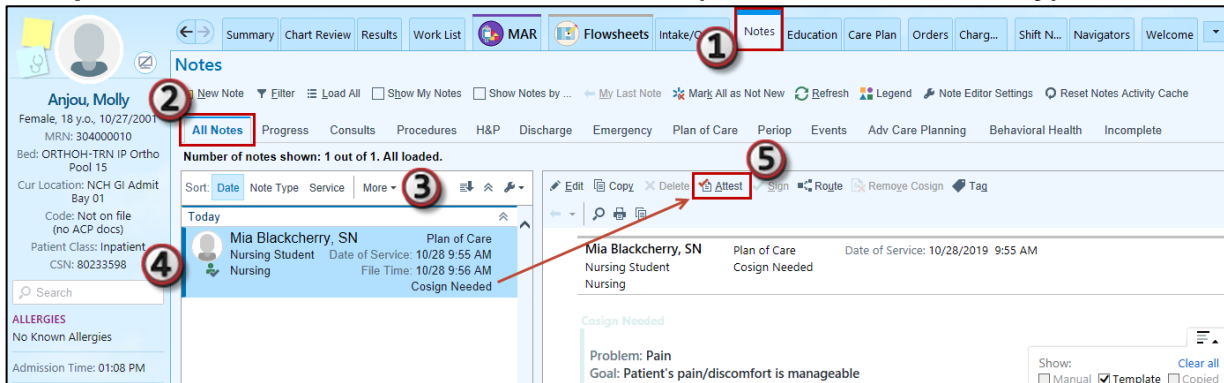 Summary Chart Review Results Work List MAR Flowsheets Intake/O Notes Education Care Plan Orders Charg... Shift N... Navigators Welcome
1
Notes
2
New Note Filter Load All Show My Notes Show Notes by ... My Last Note Mark All as Not New Refresh Legend Note Editor Settings Reset Notes Activity Cache
Anjou, Molly
Female, 18 y.o., 10/27/2001
MRN: 304000010
Bed: ORTHOH-TRN IP Ortho
Pool 15
Cur Location: NCH GI Admit
Bay 01
Code: Not on file
(no ACP docs)
Patient Class: Inpatient
CSN: 80233598
Search
ALLERGIES
No Known Allergies
Admission Time: 01:08 PM
All Notes Progress Consults Procedures H&P Discharge Emergency Plan of Care Periop Events Adv Care Planning Behavioral Health Incomplete
Number of notes shown: 1 out of 1. All loaded.
5
Sort: Date Note Type Service More
3
Today
4
Mia Blackcherry, SN Plan of Care
Nursing Student Date of Service: 10/28 9:55 AM
Nursing File Time: 10/28 9:56 AM
Cosign Needed
Edit Copy Delete Attest Sign Route Remove Cosign Tag
Mia Blackcherry, SN Plan of Care Date of Service: 10/28/2019 9:55 AM
Nursing Student Cosign Needed
Nursing
Cosign Needed
Problem: Pain
Goal: Patient's pain/discomfort is manageable
Show: Clear all
Manual Template Copied